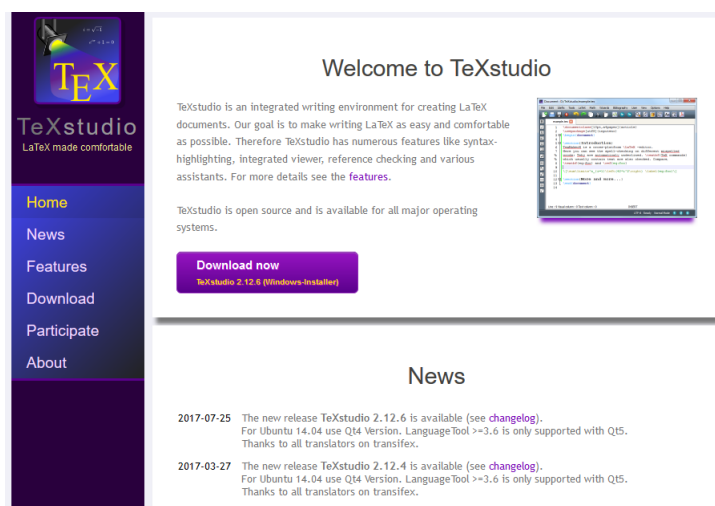 TEX
TeXstudio
LaTeX made comfortable
Home
News
Features
Download
Participate
About
Welcome to TeXstudio
TeXstudio is an integrated writing environment for creating LaTeX
documents. Our goal is to make writing LaTeX as easy and comfortable
as possible. Therefore TeXstudio has numerous features like syntax-
highlighting, integrated viewer, reference checking and various
assistants. For more details see the features.
TeXstudio is open source and is available for all major operating
systems.
Download now
TeXstudio 2.12.6 (Windows-Installer)
News
2017-07-25 The new release TeXstudio 2.12.6 is available (see changelog).
For Ubuntu 14.04 use Qt4 Version. LanguageTool >=3.6 is only supported with Qt5.
Thanks to all translators on transifex.
2017-03-27 The new release TeXstudio 2.12.4 is available (see changelog).
For Ubuntu 14.04 use Qt4 Version. LanguageTool >=3.6 is only supported with Qt5.
Thanks to all translators on transifex.